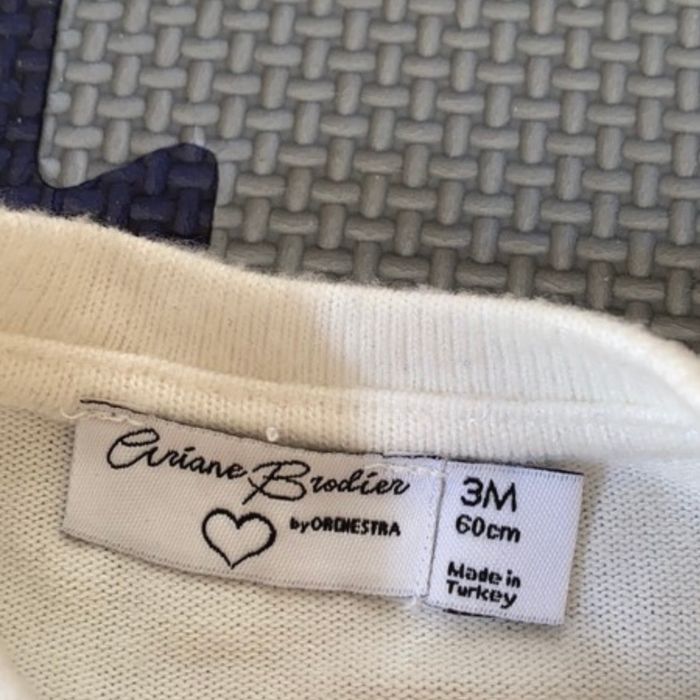 Ariane Brodier
by ORCHESTRA
3M
60cm
Made in
Turkey